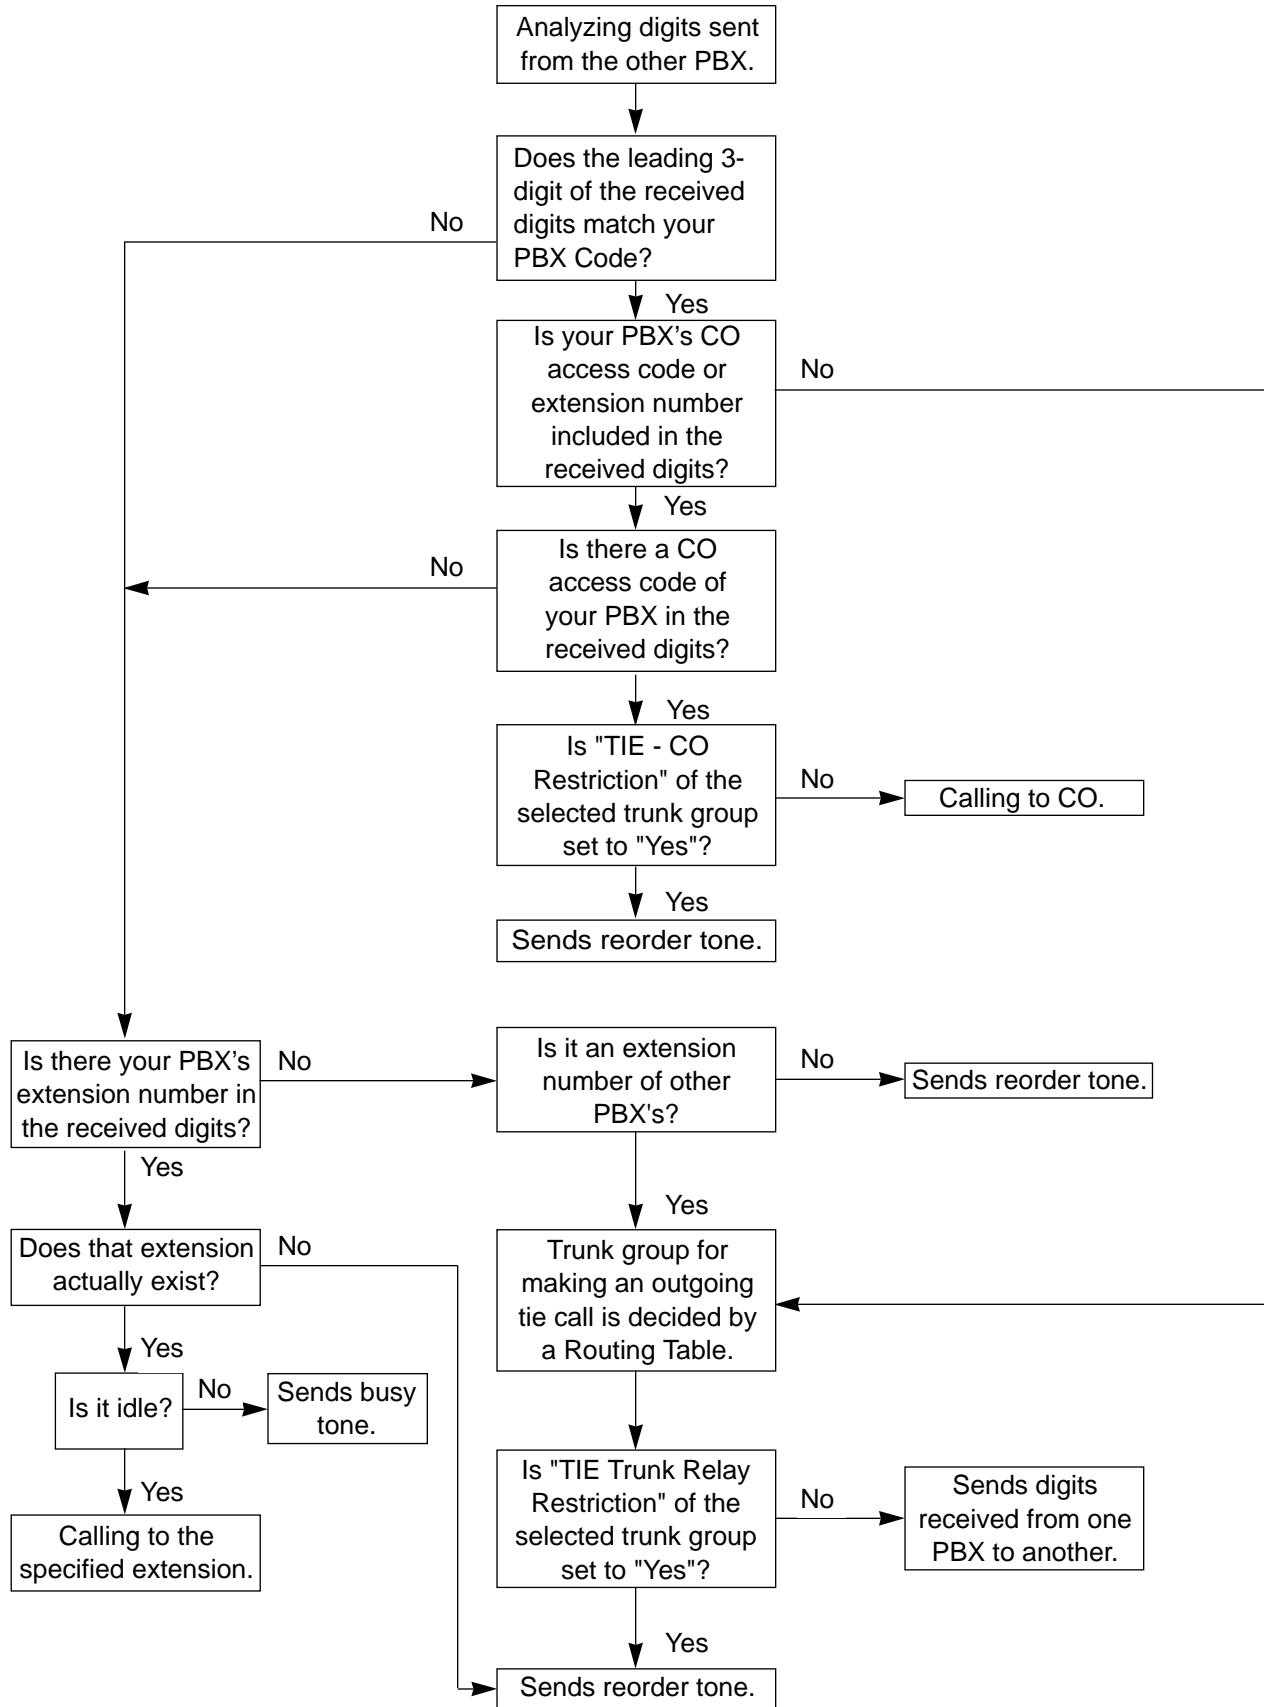 Analyzing digits sent
from the other PBX.
Does the leading 3-
digit of the received
digits match your
PBX Code?
No
Yes
Is your PBX’s CO
access code or
extension number
included in the
received digits?
No
Yes
Is there a CO
access code of
your PBX in the
received digits?
No
Yes
Is "TIE - CO
Restriction" of the
selected trunk group
set to "Yes"?
No
Calling to CO.
Yes
Sends reorder tone.
Is there your PBX’s
extension number in
the received digits?
No
Is it an extension
number of other
PBX's?
No
Sends reorder tone.
Yes
Yes
Does that extension
actually exist?
No
Trunk group for
making an outgoing
tie call is decided by
a Routing Table.
Yes
Is it idle?
No
Sends busy
tone.
Yes
Calling to the
specified extension.
Is "TIE Trunk Relay
Restriction" of the
selected trunk group
set to "Yes"?
No
Sends digits
received from one
PBX to another.
Yes
Sends reorder tone.